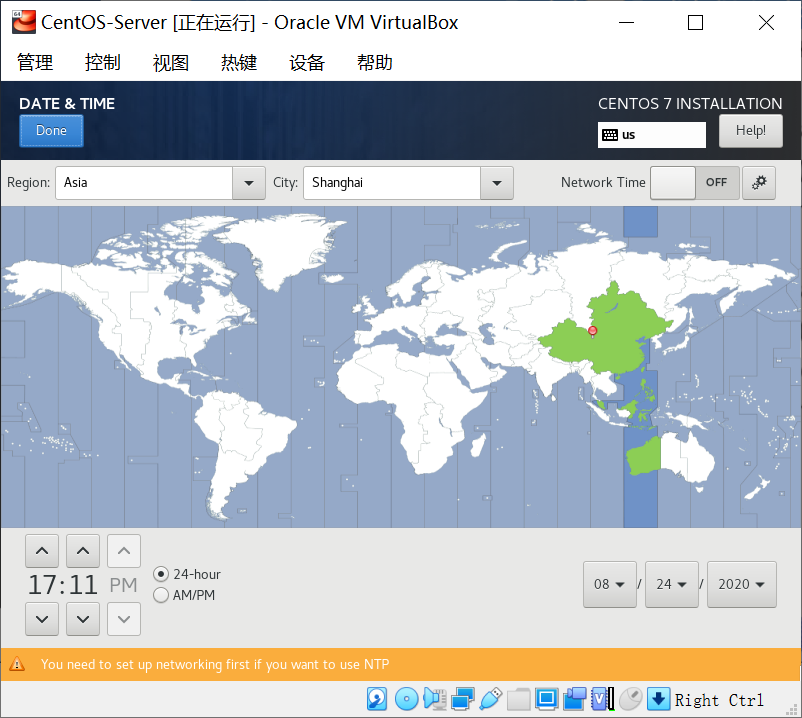 CentOS-Server [正在运行] - Oracle VM VirtualBox
管理 控制 视图 热键 设备 帮助
DATE & TIME
CENTOS 7 INSTALLATION
Done
us
Help!
Region: Asia City: Shanghai Network Time OFF
17:11 PM
24-hour
AM/PM
08 / 24 / 2020
You need to set up networking first if you want to use NTP
Right Ctrl